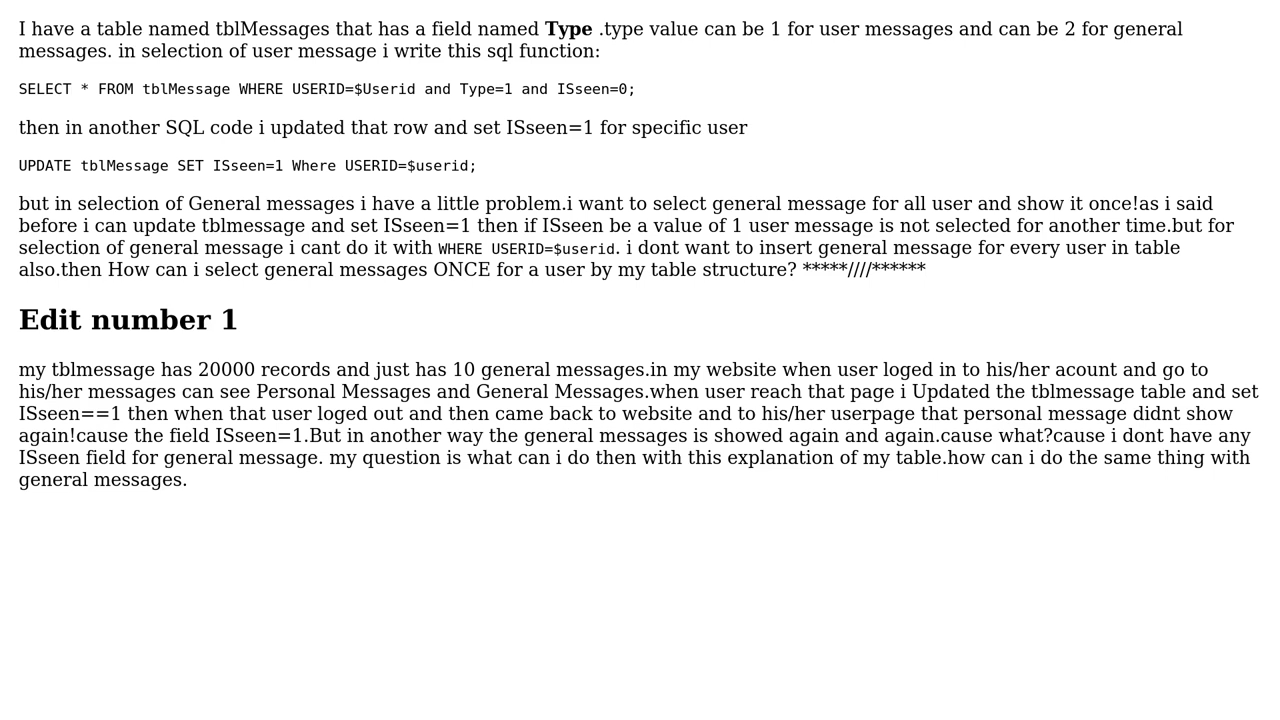 I have a table named tblMessages that has a field named Type .type value can be 1 for user messages and can be 2 for general
messages. in selection of user message i write this sql function:
SELECT * FROM tblMessage WHERE USERID=$Userid and Type=1 and ISseen=0;
then in another SQL code i updated that row and set ISseen=1 for specific user
UPDATE tblMessage SET ISseen=1 Where USERID=$userid;
but in selection of General messages i have a little problem.i want to select general message for all user and show it once!as i said
before i can update tblmessage and set ISseen=1 then if ISseen be a value of 1 user message is not selected for another time.but for
selection of general message i cant do it with WHERE USERID=$userid. i dont want to insert general message for every user in table
also.then How can i select general messages ONCE for a user by my table structure? *****////******
Edit number 1
my tblmessage has 20000 records and just has 10 general messages.in my website when user loged in to his/her acount and go to
his/her messages can see Personal Messages and General Messages.when user reach that page i Updated the tblmessage table and set
ISseen==1 then when that user loged out and then came back to website and to his/her userpage that personal message didnt show
again!cause the field ISseen=1.But in another way the general messages is showed again and again.cause what?cause i dont have any
ISseen field for general message. my question is what can i do then with this explanation of my table.how can i do the same thing with
general messages.